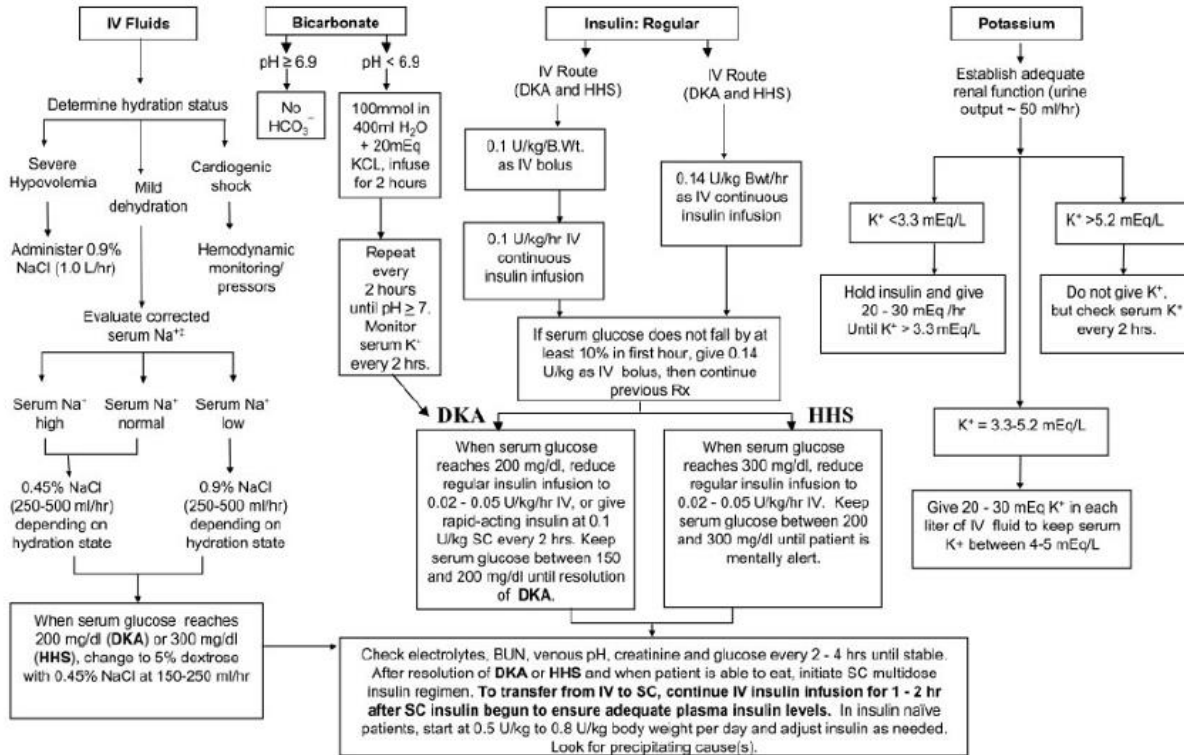 IV Fluids
Determine hydration status
Severe
Hypovolemia
Administer 0.9%
NaCl (1.0 L/hr)
Mild
dehydration
Cardiogenic
shock
Hemodynamic
monitoring/
pressors
Evaluate corrected
serum Na⁺‡
Serum Na⁺
high
Serum Na⁺
normal
Serum Na⁺
low
0.45% NaCl
(250-500 ml/hr)
depending on
hydration state
0.9% NaCl
(250-500 ml/hr)
depending on
hydration state
When serum glucose reaches
200 mg/dl (DKA) or 300 mg/dl
(HHS), change to 5% dextrose
with 0.45% NaCl at 150-250 ml/hr
Bicarbonate
pH ≥ 6.9
No
HCO₃⁻
pH < 6.9
100mmol in
400ml H₂O
+ 20mEq
KCL, infuse
for 2 hours
Repeat
every
2 hours
until pH ≥ 7.
Monitor
serum K⁺
every 2 hrs.
Insulin: Regular
IV Route
(DKA and HHS)
0.1 U/kg/B.Wt.
as IV bolus
0.1 U/kg/hr IV
continuous
insulin infusion
IV Route
(DKA and HHS)
0.14 U/kg Bwt/hr
as IV continuous
insulin infusion
If serum glucose does not fall by at
least 10% in first hour, give 0.14
U/kg as IV bolus, then continue
previous Rx
DKA
When serum glucose
reaches 200 mg/dl, reduce
regular insulin infusion to
0.02 - 0.05 U/kg/hr IV, or give
rapid-acting insulin at 0.1
U/kg SC every 2 hrs. Keep
serum glucose between 150
and 200 mg/dl until resolution
of DKA.
HHS
When serum glucose
reaches 300 mg/dl, reduce
regular insulin infusion to
0.02 - 0.05 U/kg/hr IV. Keep
serum glucose between 200
and 300 mg/dl until patient is
mentally alert.
Potassium
Establish adequate
renal function (urine
output ~ 50 ml/hr)
K⁺ <3.3 mEq/L
Hold insulin and give
20 - 30 mEq /hr
Until K⁺ > 3.3 mEq/L
K⁺ >5.2 mEq/L
Do not give K⁺,
but check serum K⁺
every 2 hrs.
K⁺ = 3.3-5.2 mEq/L
Give 20 - 30 mEq K⁺ in each
liter of IV fluid to keep serum
K+ between 4-5 mEq/L
Check electrolytes, BUN, venous pH, creatinine and glucose every 2 - 4 hrs until stable.
After resolution of DKA or HHS and when patient is able to eat, initiate SC multidose
insulin regimen. To transfer from IV to SC, continue IV insulin infusion for 1 - 2 hr
after SC insulin begun to ensure adequate plasma insulin levels. In insulin naïve
patients, start at 0.5 U/kg to 0.8 U/kg body weight per day and adjust insulin as needed.
Look for precipitating cause(s).